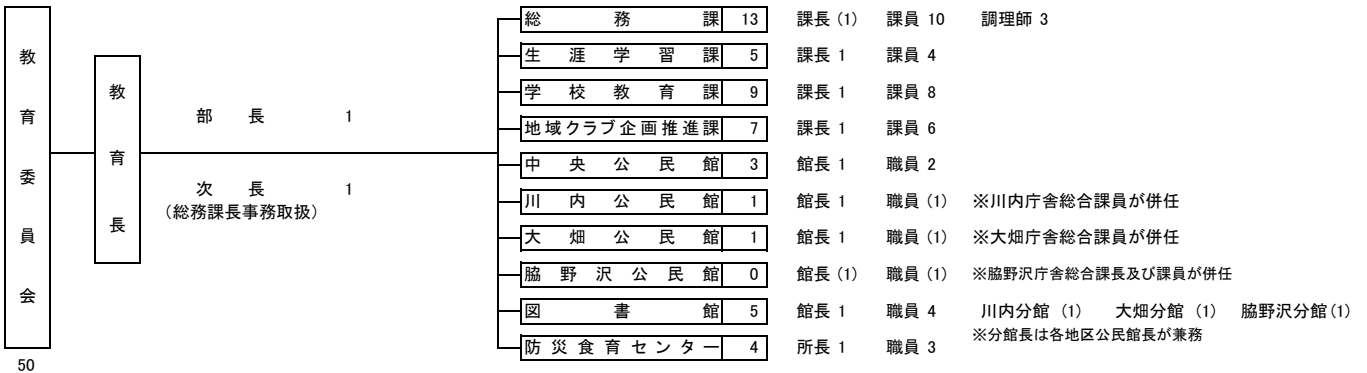 教育委員会
50
教育長
部長 1
次長 1
（総務課長事務取扱）
総務課 13 課長 (1) 課員 10 調理師 3
生涯学習課 5 課長 1 課員 4
学校教育課 9 課長 1 課員 8
地域クラブ企画推進課 7 課長 1 課員 6
中央公民館 3 館長 1 職員 2
川内公民館 1 館長 1 職員 (1) ※川内庁舎総合課員が併任
大畑公民館 1 館長 1 職員 (1) ※大畑庁舎総合課員が併任
脇野沢公民館 0 館長 (1) 職員 (1) ※脇野沢庁舎総合課長及び課員が併任
図書館 5 館長 1 職員 4 川内分館 (1) 大畑分館 (1) 脇野沢分館(1)
※分館長は各地区公民館長が兼務
防災食育センター 4 所長 1 職員 3